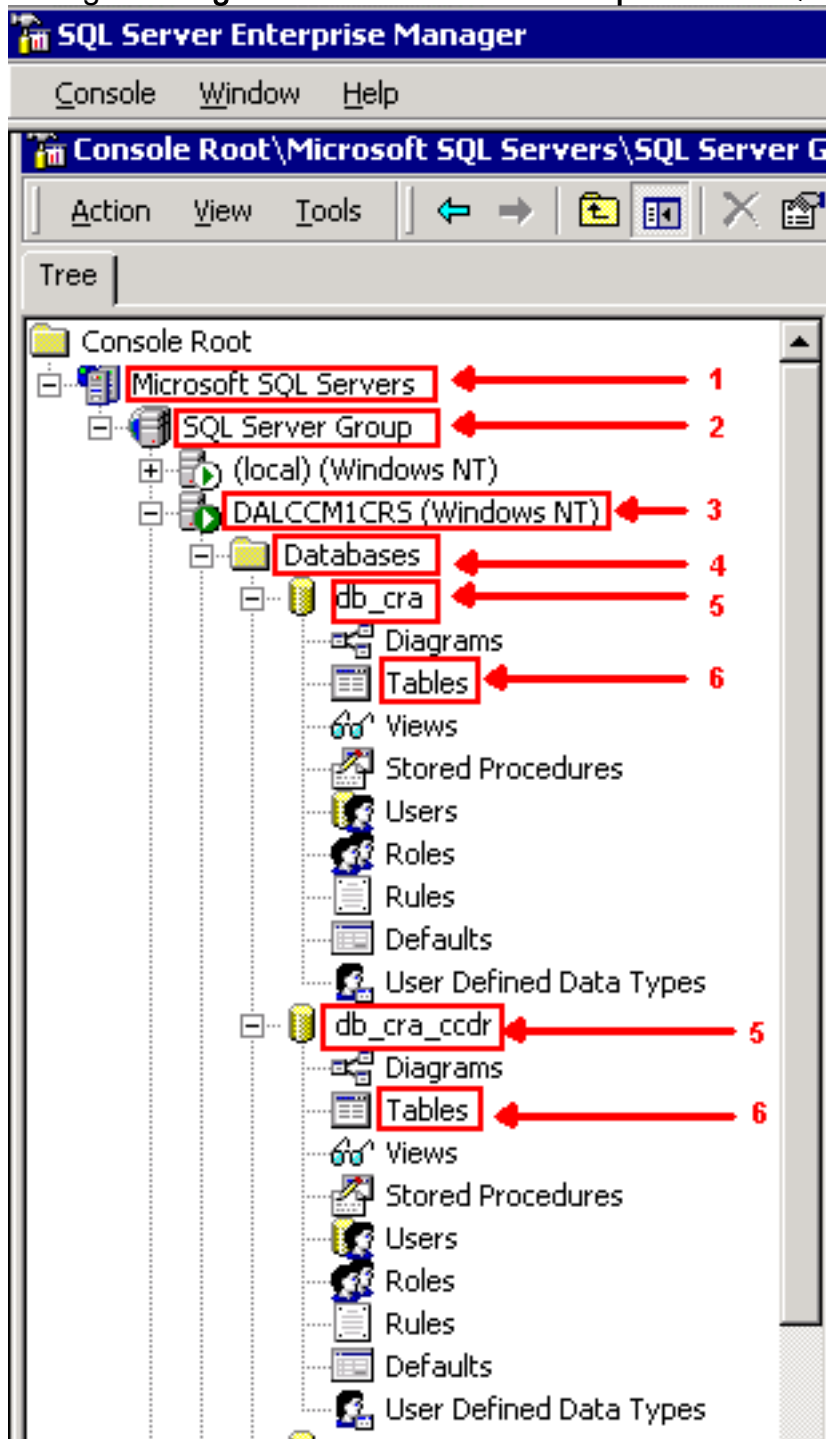 SQL Server Enterprise Manager
Console Window Help
Console Root\Microsoft SQL Servers\SQL Server G
Action View Tools
Tree
Console Root
Microsoft SQL Servers 1
SQL Server Group 2
(local) (Windows NT)
DALCCM1CRS (Windows NT) 3
Databases 4
db_cra 5
Diagrams
Tables 6
Views
Stored Procedures
Users
Roles
Rules
Defaults
User Defined Data Types
db_cra_ccdr 5
Diagrams
Tables 6
Views
Stored Procedures
Users
Roles
Rules
Defaults
User Defined Data Types